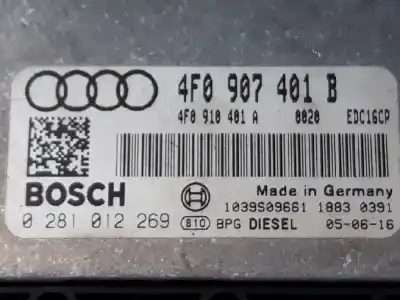 4F0 907 401 B
4F0 910 401 A 0020 EDC16CP
BOSCH
Made in Germany
1039S09661 1883 0391
0 281 012 269 810 BPG DIESEL 05-06-16